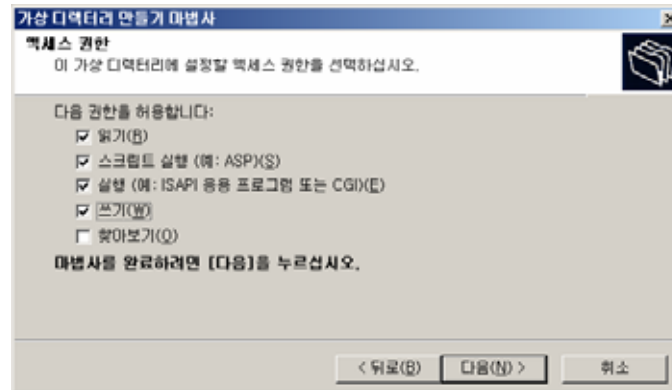 가상 디렉터리 만들기 마법사
액세스 권한
이 가상 디렉터리에 설정할 액세스 권한을 선택하십시오.
다음 권한을 허용합니다:
읽기(R)
스크립트 실행 (예: ASP)(S)
실행 (예: ISAPI 응용 프로그램 또는 CGI)(E)
쓰기(W)
찾아보기(O)
마법사를 완료하려면 [다음]을 누르십시오.
< 뒤로(B) 다음(N) > 취소